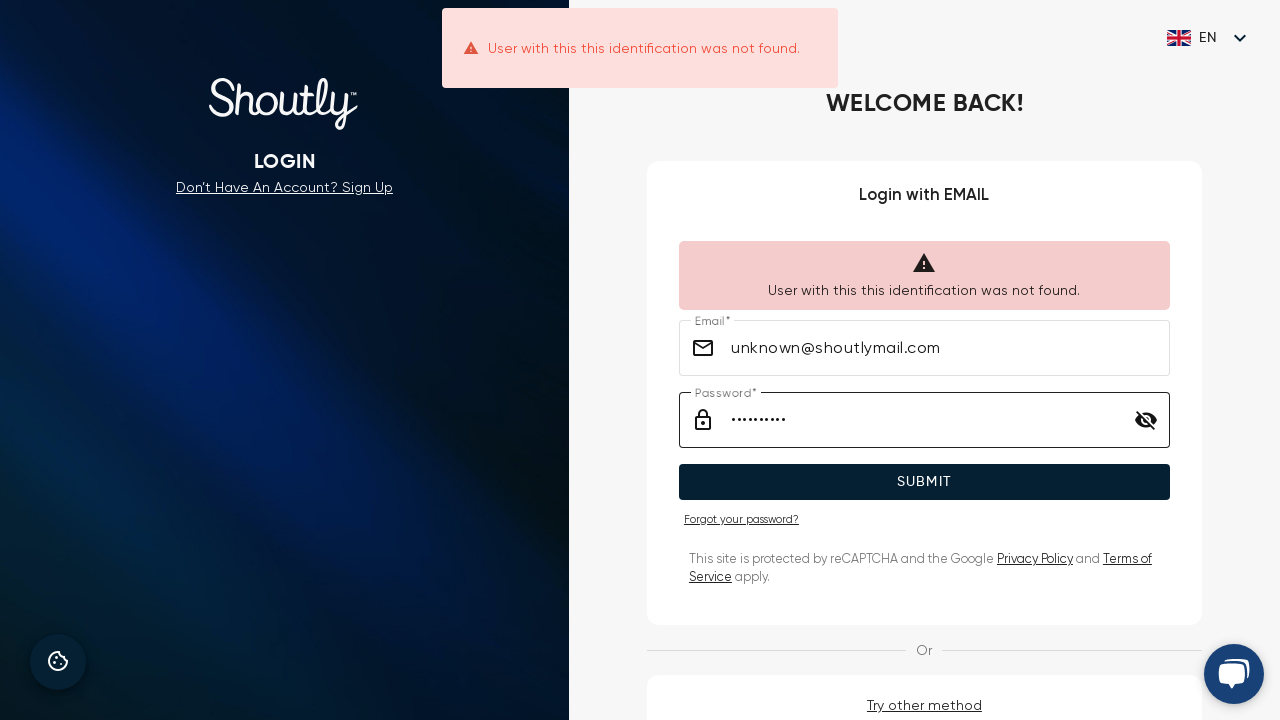 User with this this identification was not found.
EN
Shoutly™
LOGIN
Don't Have An Account? Sign Up
WELCOME BACK!
Login with EMAIL
User with this this identification was not found.
Email*
unknown@shoutlymail.com
Password*
••••••••••
SUBMIT
Forgot your password?
This site is protected by reCAPTCHA and the Google Privacy Policy and Terms of
Service apply.
Or
Try other method